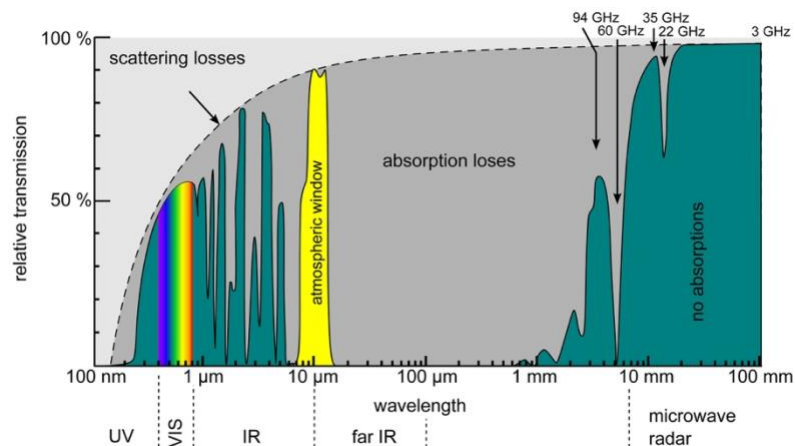 94 GHz
35 GHz
60 GHz
22 GHz
3 GHz
100 %
scattering losses
relative transmission
absorption loses
50 %
atmospheric window
no absorptions
100 nm
1 µm
10 µm
100 µm
1 mm
10 mm
100 mm
wavelength
UV
VIS
IR
far IR
microwave
radar